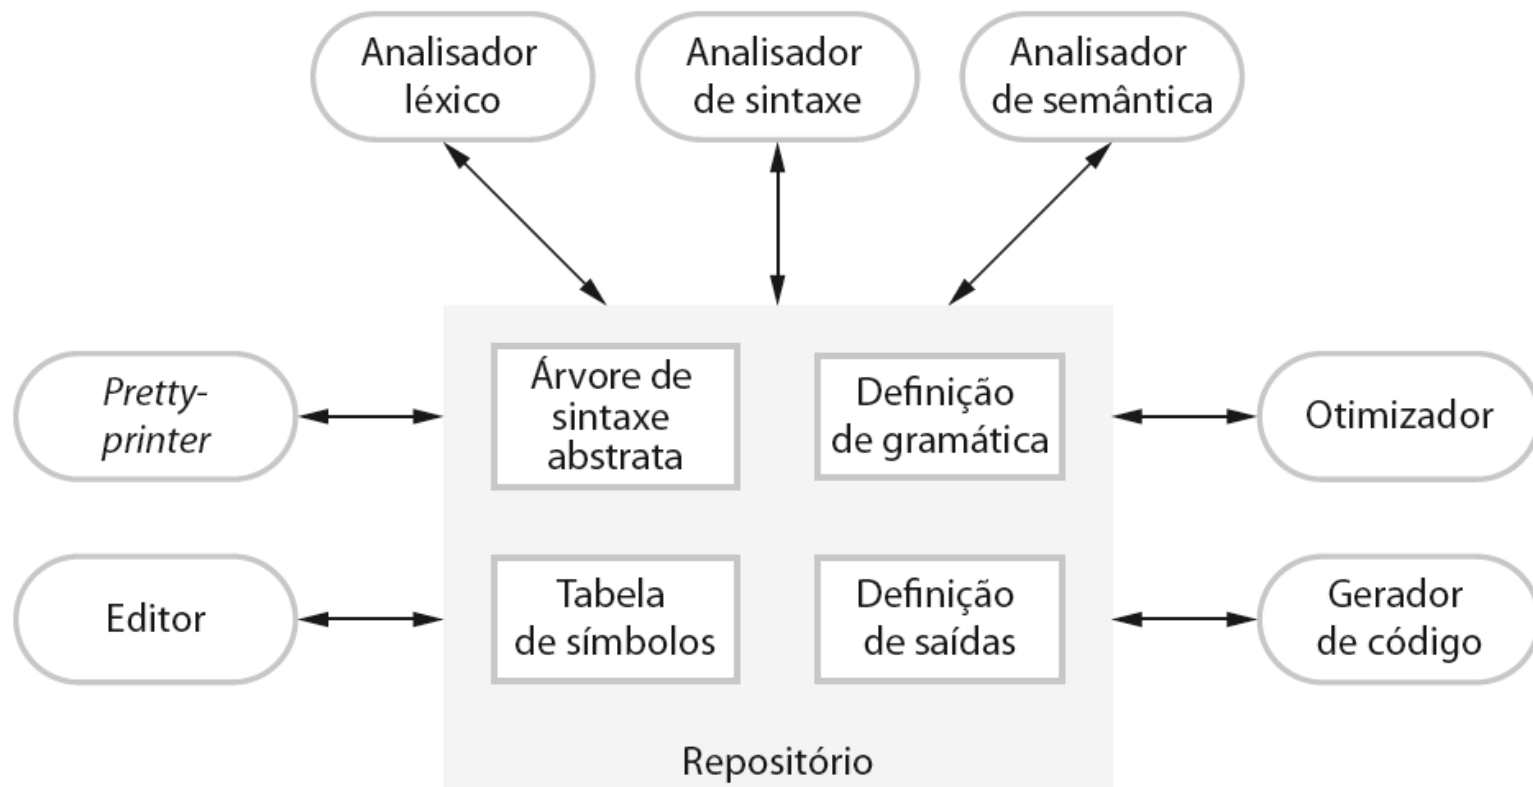 Analisador
léxico
Analisador
de sintaxe
Analisador
de semântica
Pretty-
printer
Árvore de
sintaxe
abstrata
Definição
de gramática
Otimizador
Editor
Tabela
de símbolos
Definição
de saídas
Gerador
de código
Repositório